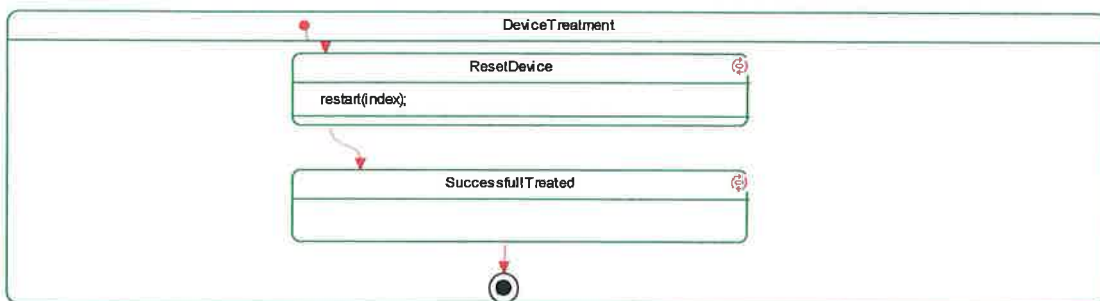 DeviceTreatment
ResetDevice
restart(index);
SuccessfullTreated